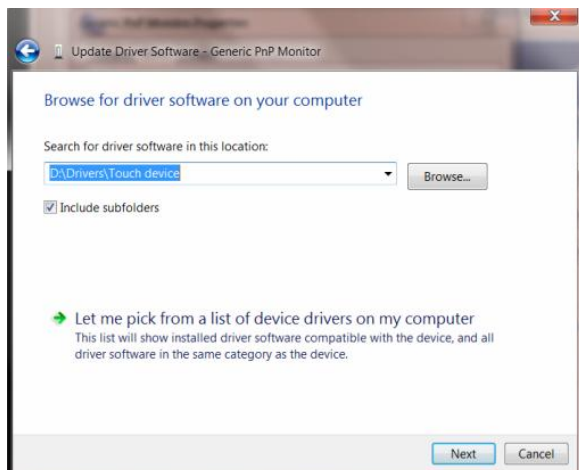 Update Driver Software - Generic PnP Monitor
Browse for driver software on your computer
Search for driver software in this location:
D:\Drivers\Touch device
Browse...
Include subfolders
Let me pick from a list of device drivers on my computer
This list will show installed driver software compatible with the device, and all
driver software in the same category as the device.
Next
Cancel